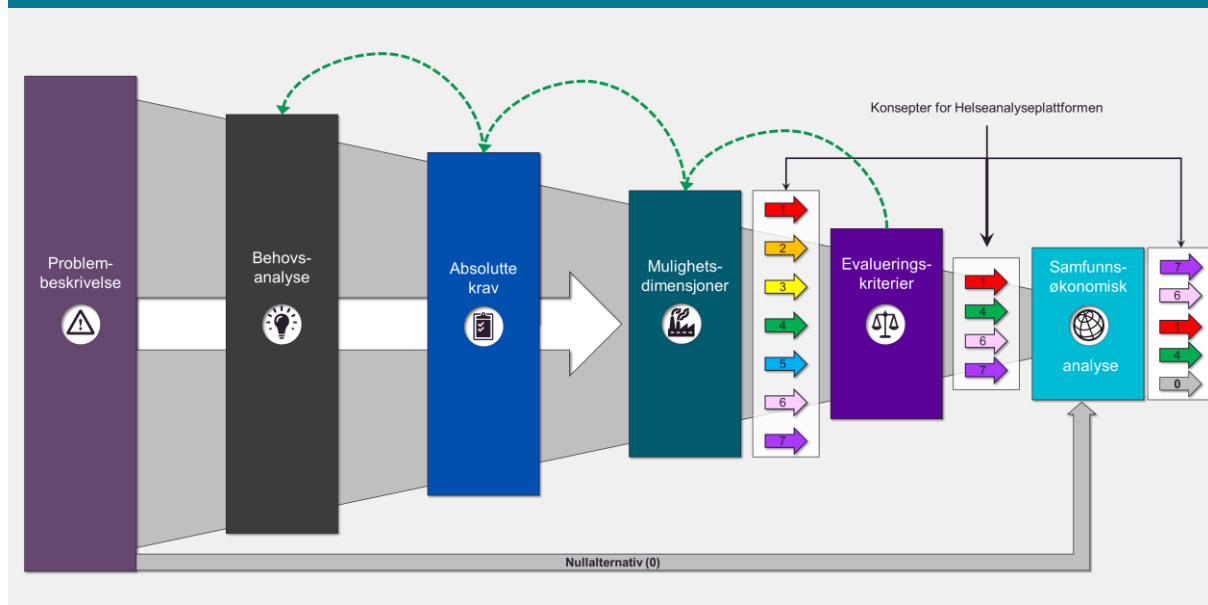 Konsepter for Helseanalyseplattformen
Problem-
beskrivelse
Behovs-
analyse
Absolutte
krav
Mulighets-
dimensjoner
1
2
3
4
5
6
7
Evaluerings-
kriterier
1
4
6
7
Samfunns-
økonomisk
analyse
7
6
1
4
0
Nullalternativ (0)